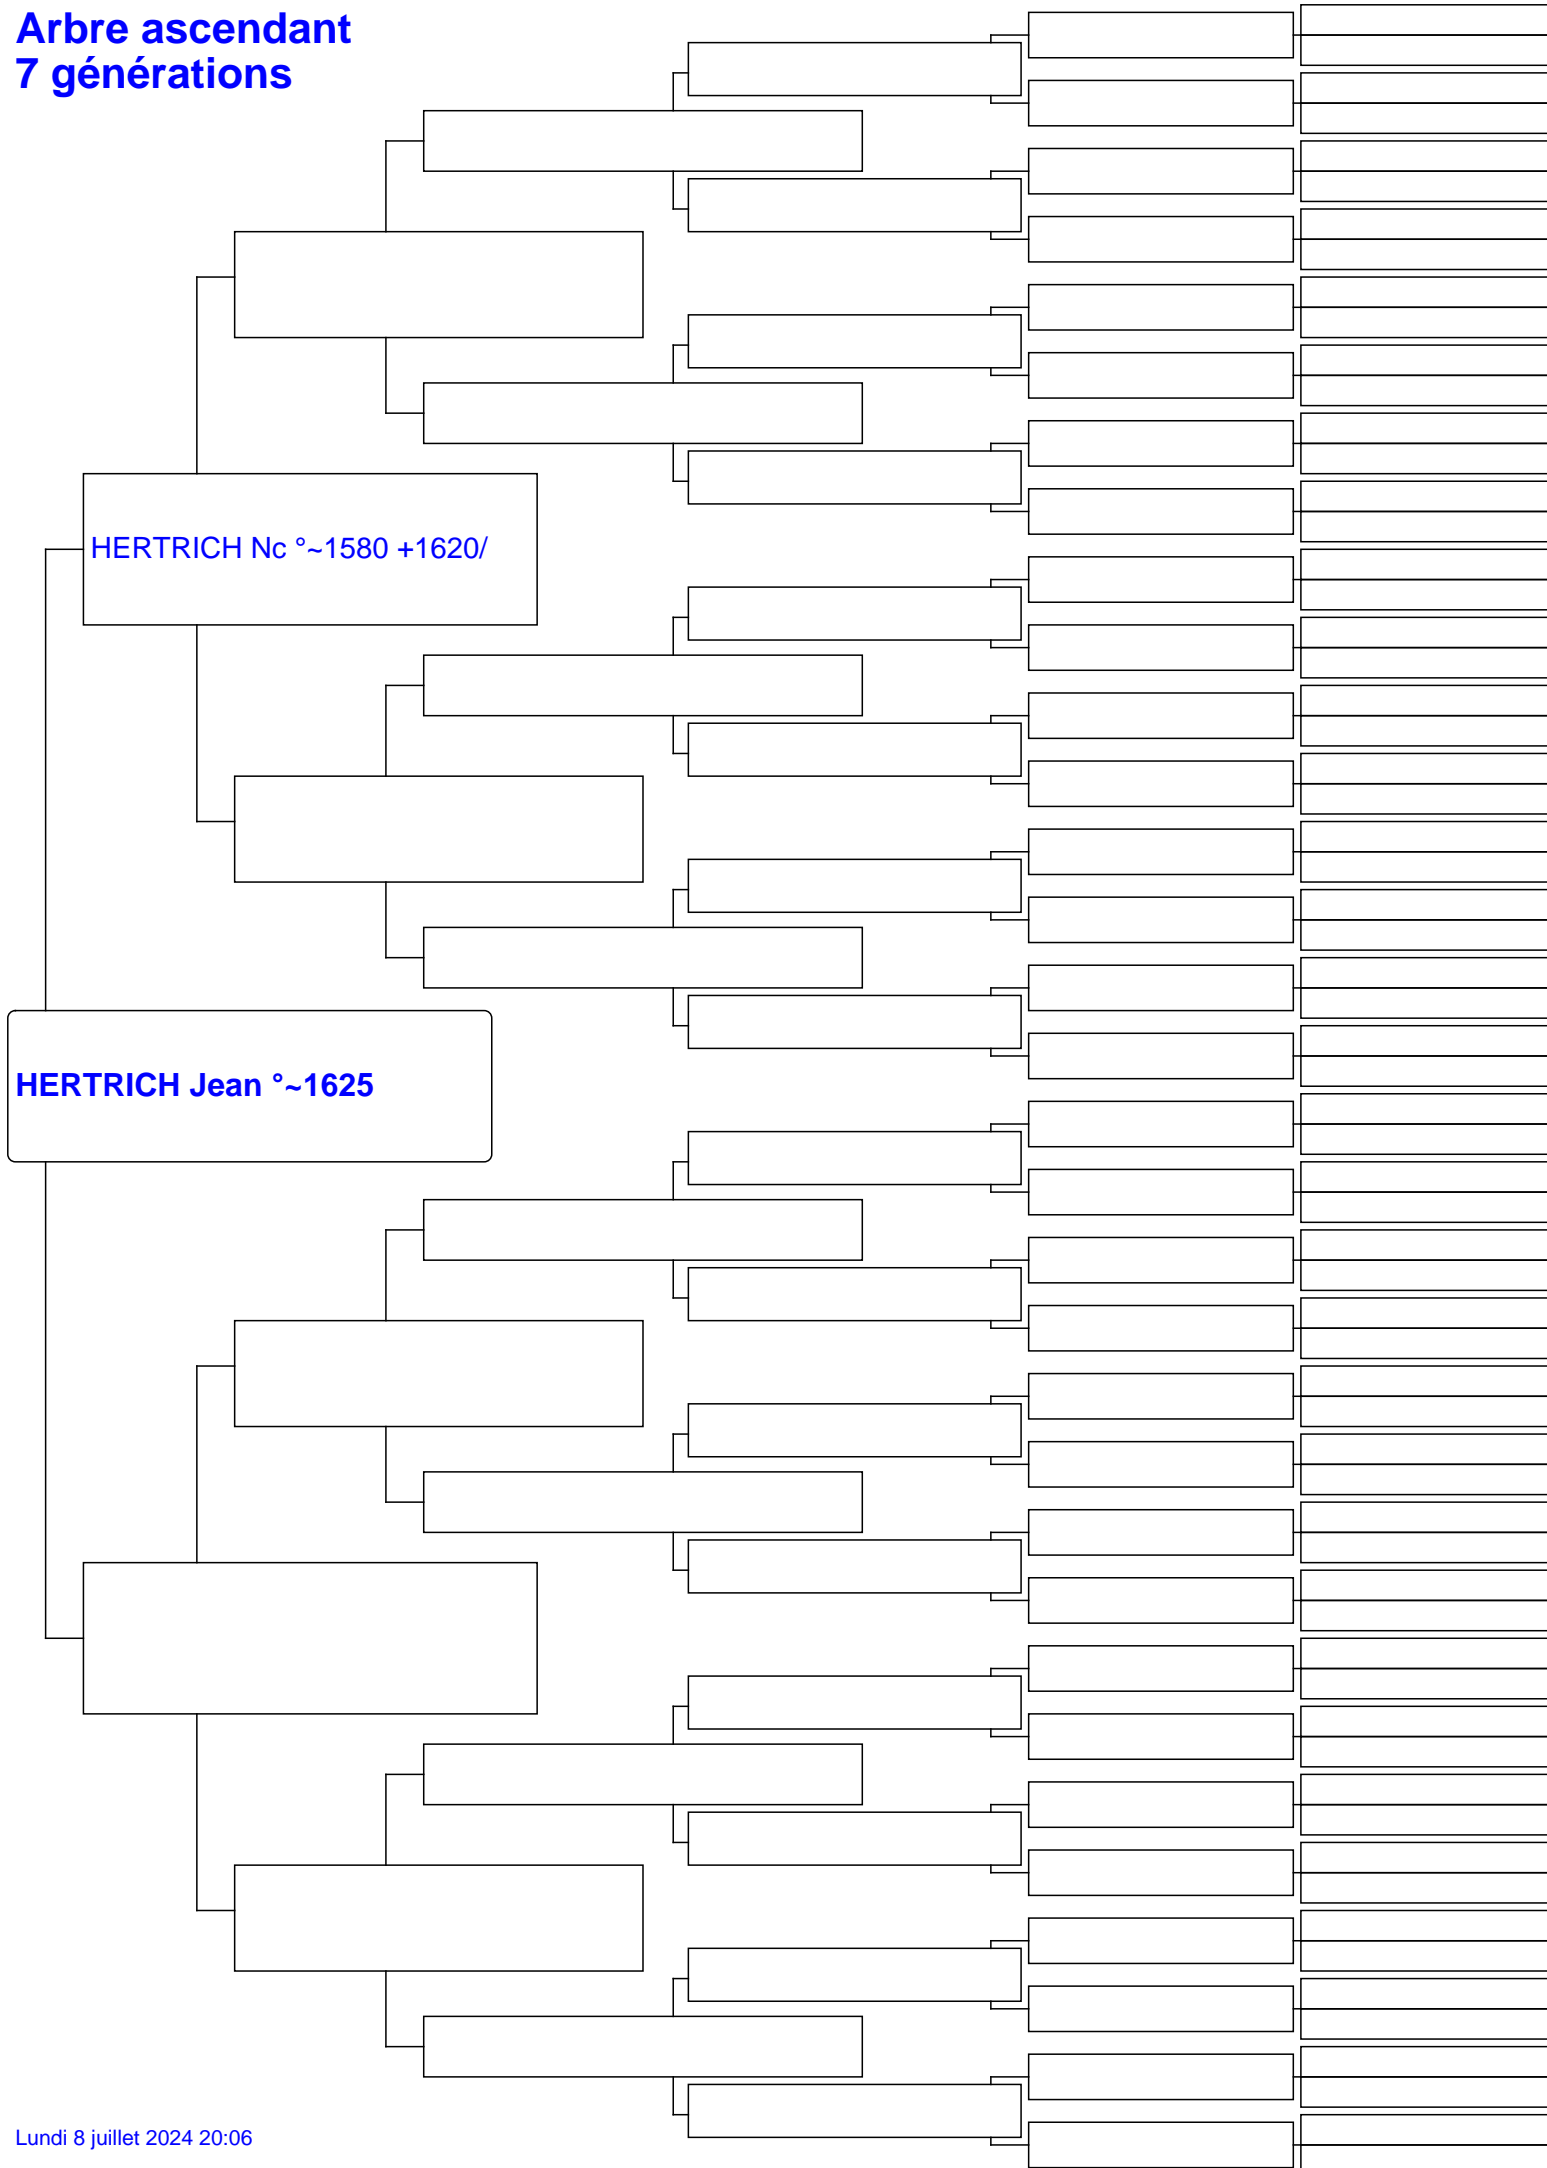 Arbre ascendant
7 générations
HERTRICH Nc °~1580 +1620/
HERTRICH Jean °~1625
Lundi 8 juillet 2024 20:06